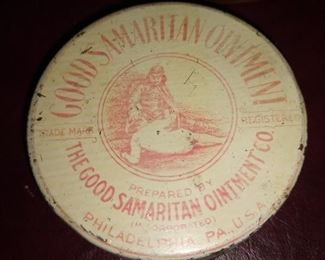 GOOD SAMARITAN OINTMENT
TRADE MARK REGISTERED
PREPARED BY
THE GOOD SAMARITAN OINTMENT CO.
(INCORPORATED)
PHILADELPHIA, PA., U.S.A.